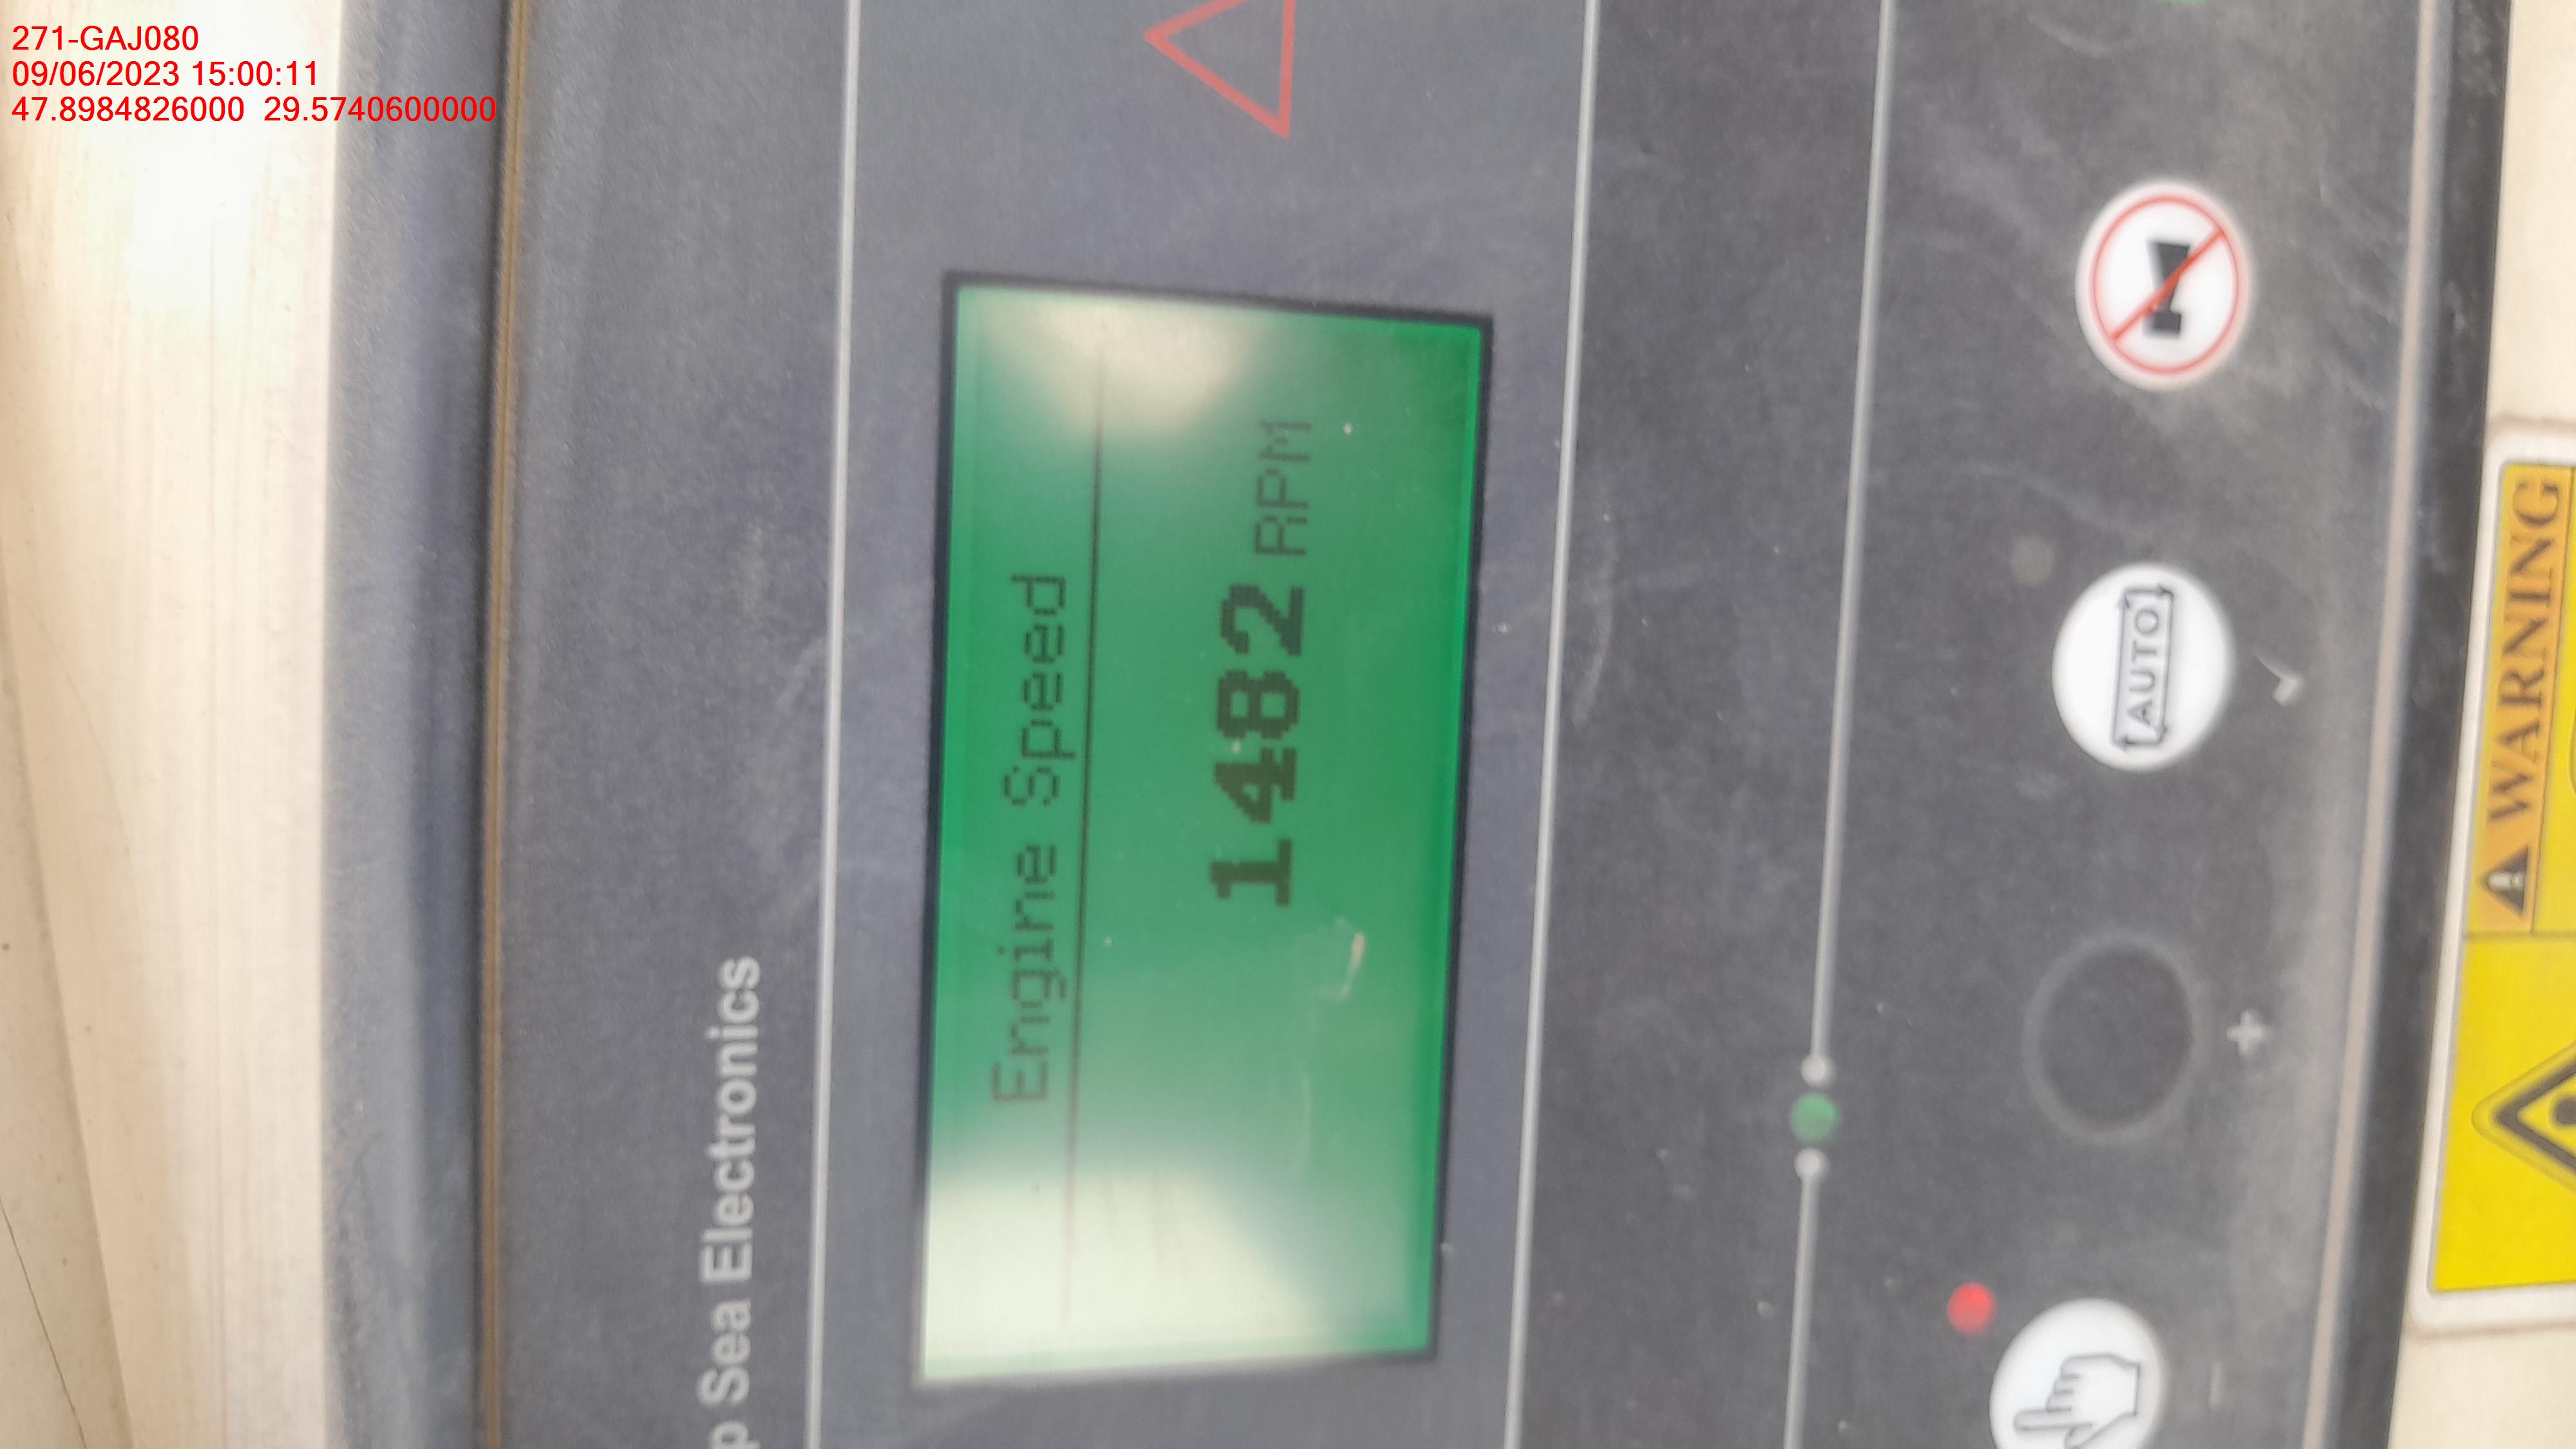 271-GAJ080
09/06/2023 15:00:11
47.8984826000 29.5740600000
p Sea Electronics
Engine Speed
1482 RPM
AUTO
WARNING